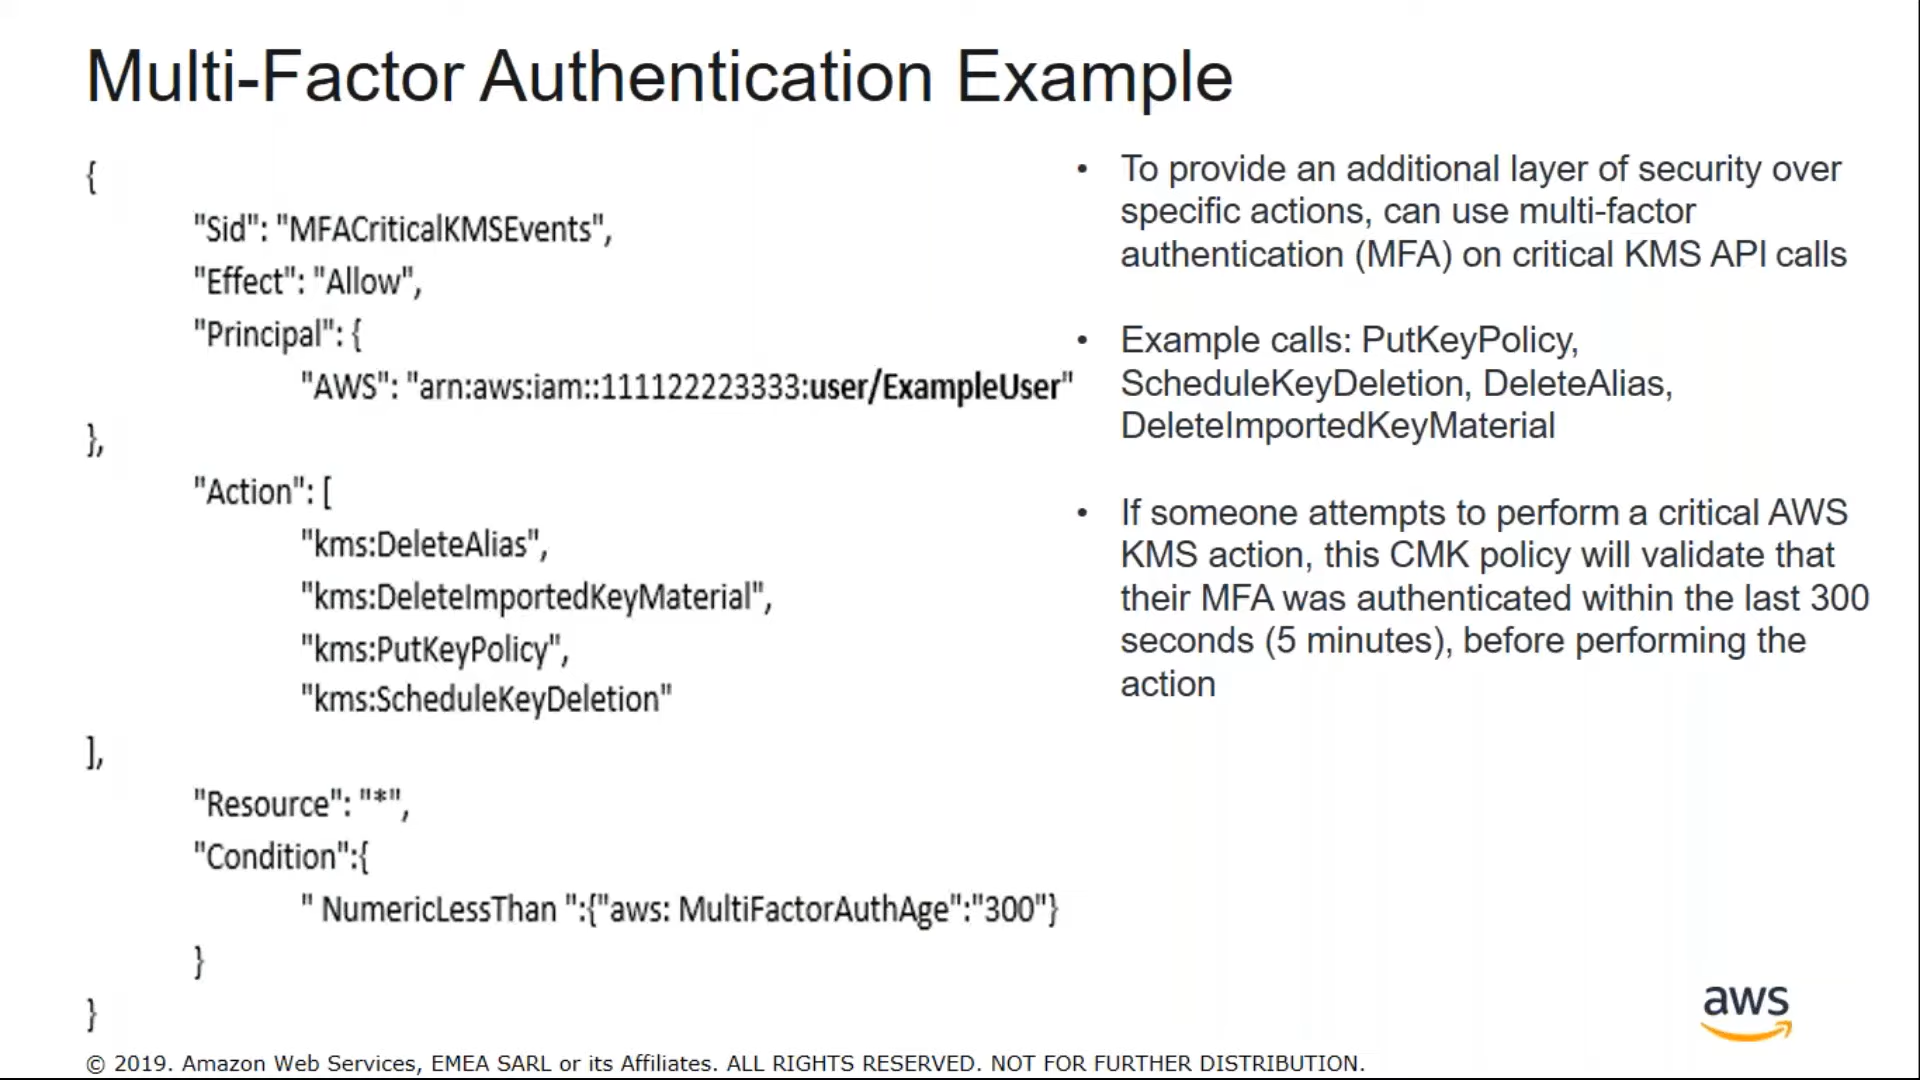 Multi-Factor Authentication Example
{
"Sid": "MFACriticalKMSEvents",
"Effect": "Allow",
"Principal": {
"AWS": "arn:aws:iam::111122223333:user/ExampleUser"
},
"Action": [
"kms:DeleteAlias",
"kms:DeleteImportedKeyMaterial",
"kms:PutKeyPolicy",
"kms:ScheduleKeyDeletion"
],
"Resource": "*",
"Condition":{
" NumericLessThan ":{"aws: MultiFactorAuthAge":"300"}
}
}
• To provide an additional layer of security over
specific actions, can use multi-factor
authentication (MFA) on critical KMS API calls
• Example calls: PutKeyPolicy,
ScheduleKeyDeletion, DeleteAlias,
DeleteImportedKeyMaterial
• If someone attempts to perform a critical AWS
KMS action, this CMK policy will validate that
their MFA was authenticated within the last 300
seconds (5 minutes), before performing the
action
aws
© 2019. Amazon Web Services, EMEA SARL or its Affiliates. ALL RIGHTS RESERVED. NOT FOR FURTHER DISTRIBUTION.